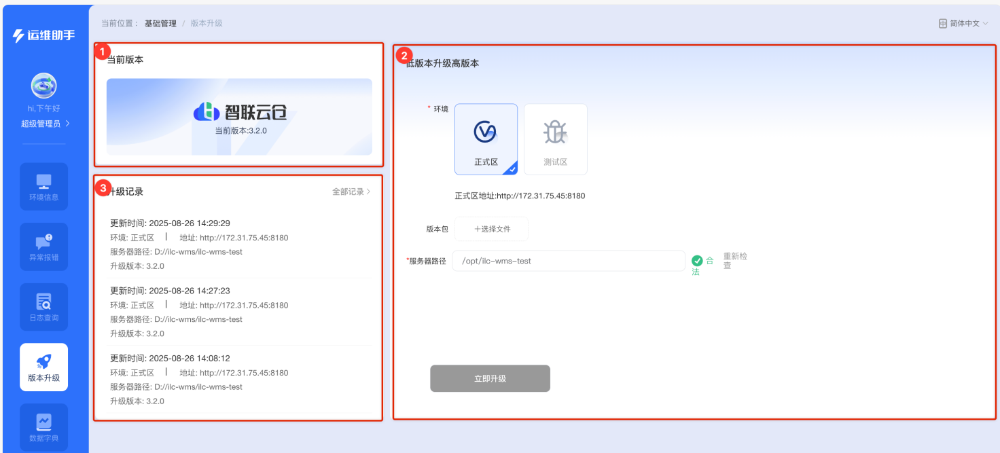 运维助手
hi,下午好
超级管理员
环境信息
异常报错
日志查询
版本升级
数据字典
当前位置： 基础管理 / 版本升级
简体中文
1
当前版本
智联云仓
当前版本:3.2.0
3
升级记录
全部记录
更新时间: 2025-08-26 14:29:29
环境: 正式区 | 地址: http://172.31.75.45:8180
服务器路径: D://ilc-wms/ilc-wms-test
升级版本: 3.2.0
更新时间: 2025-08-26 14:27:23
环境: 正式区 | 地址: http://172.31.75.45:8180
服务器路径: D://ilc-wms/ilc-wms-test
升级版本: 3.2.0
更新时间: 2025-08-26 14:08:12
环境: 正式区 | 地址: http://172.31.75.45:8180
服务器路径: D://ilc-wms/ilc-wms-test
升级版本: 3.2.0
2
低版本升级高版本
* 环境
正式区
测试区
正式区地址:http://172.31.75.45:8180
版本包
+选择文件
*服务器路径
/opt/ilc-wms-test
合
法
重新检
查
立即升级